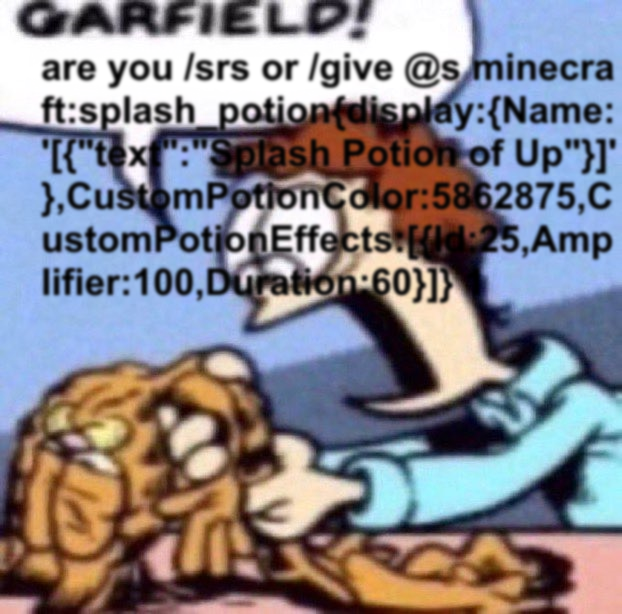 GARFIELD!
are you /srs or /give @s minecra
ft:splash_potion{display:{Name:
'[{"text":"Splash Potion of Up"}]'
},CustomPotionColor:5862875,C
ustomPotionEffects:[{Id:25,Amp
lifier:100,Duration:60}]}